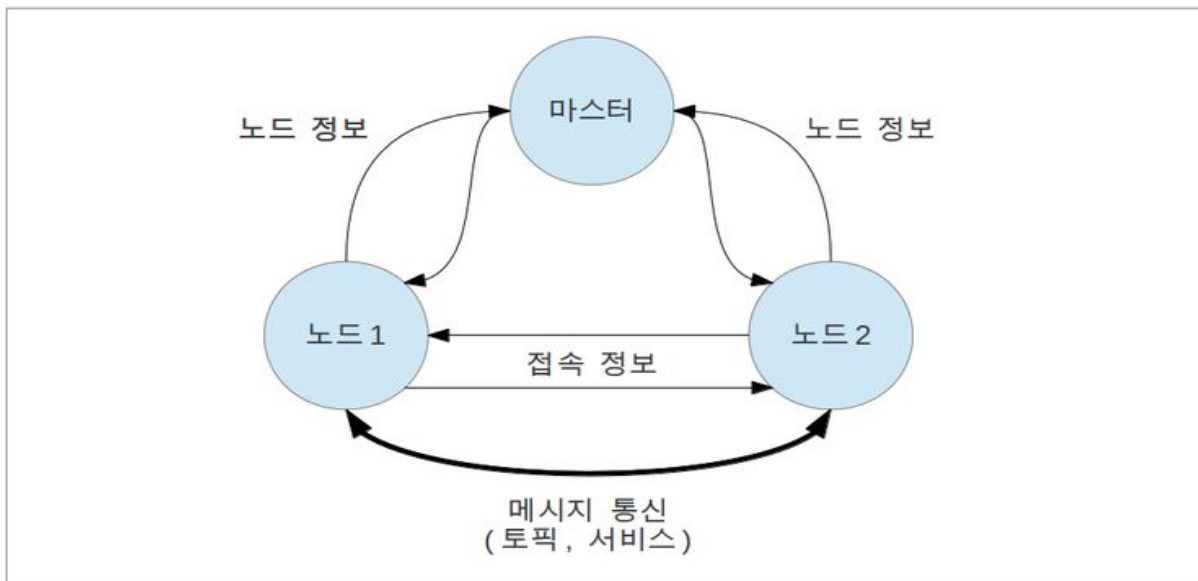 마스터
노드 정보
노드 정보
노드1
노드2
접속 정보
메시지 통신
(토픽, 서비스)